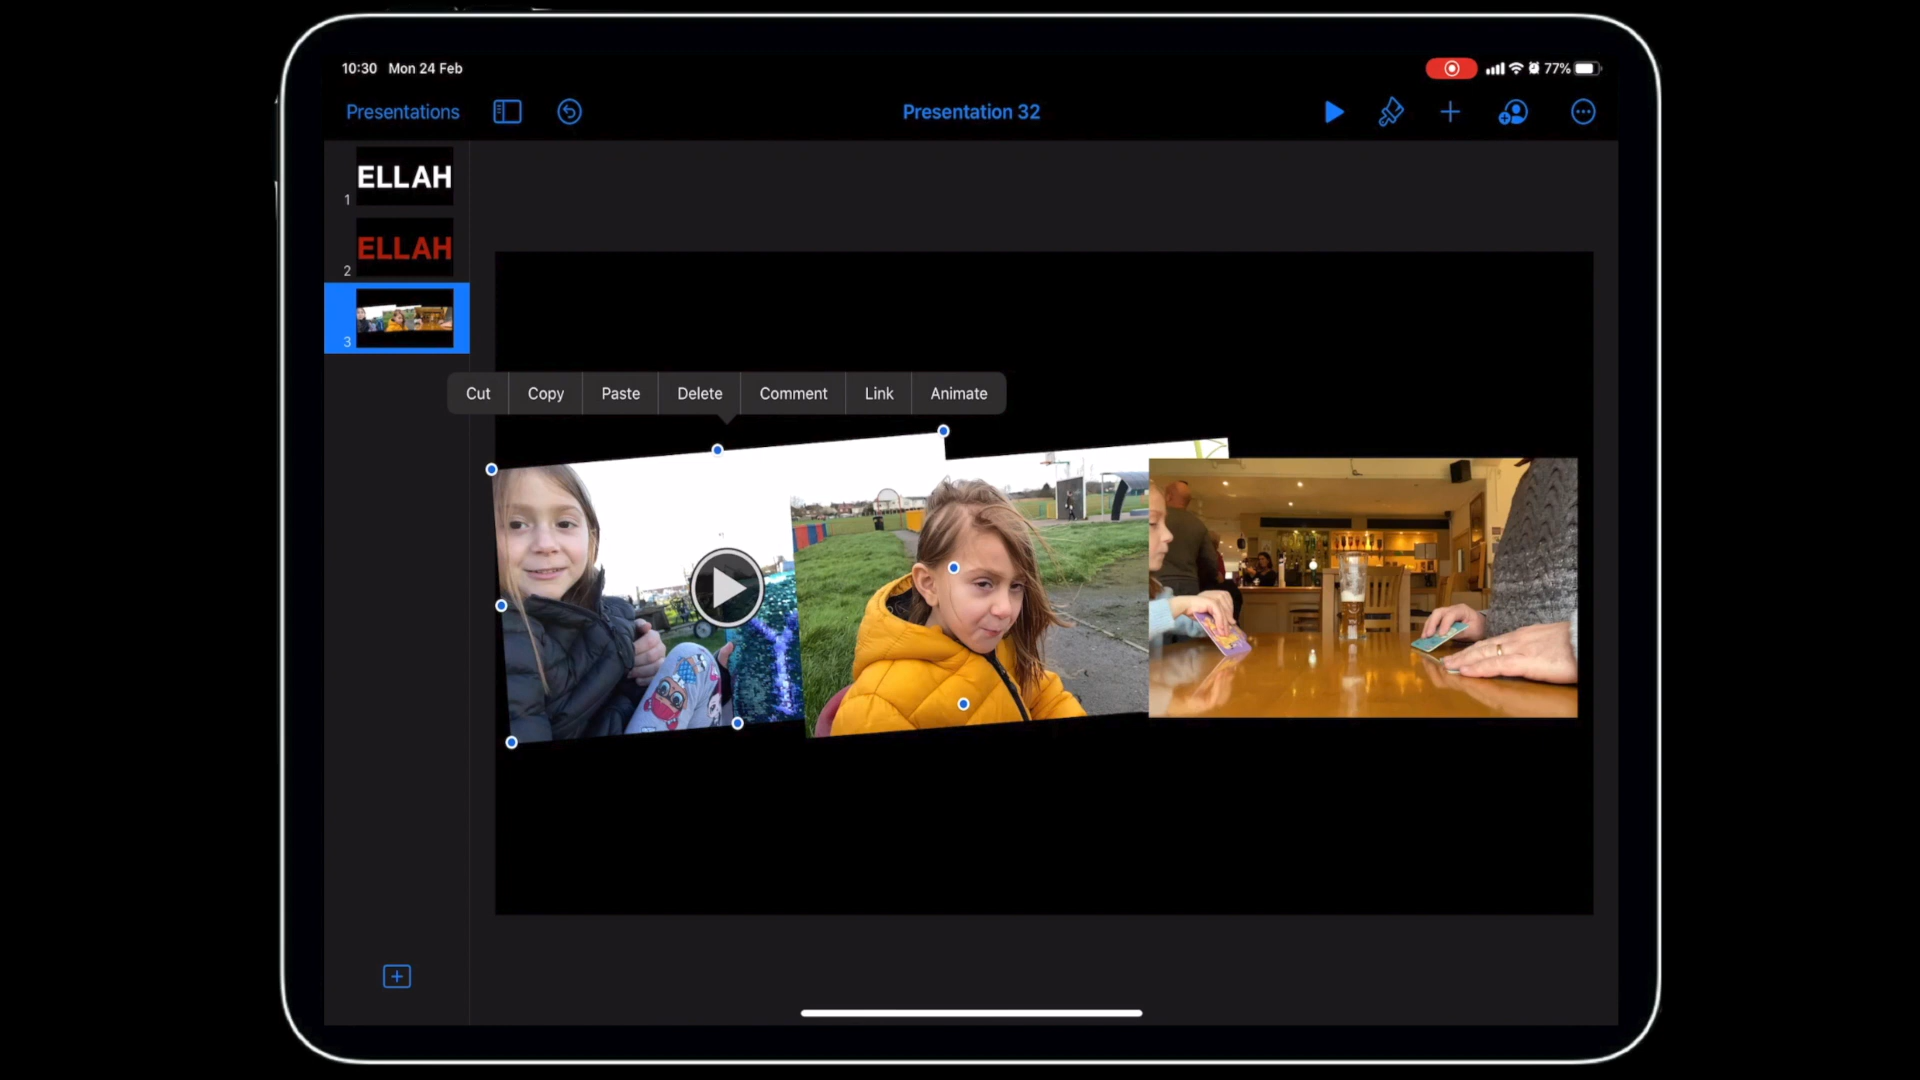 10:30 Mon 24 Feb
77%
Presentations
Presentation 32
1
ELLAH
2
ELLAH
3
Cut
Copy
Paste
Delete
Comment
Link
Animate